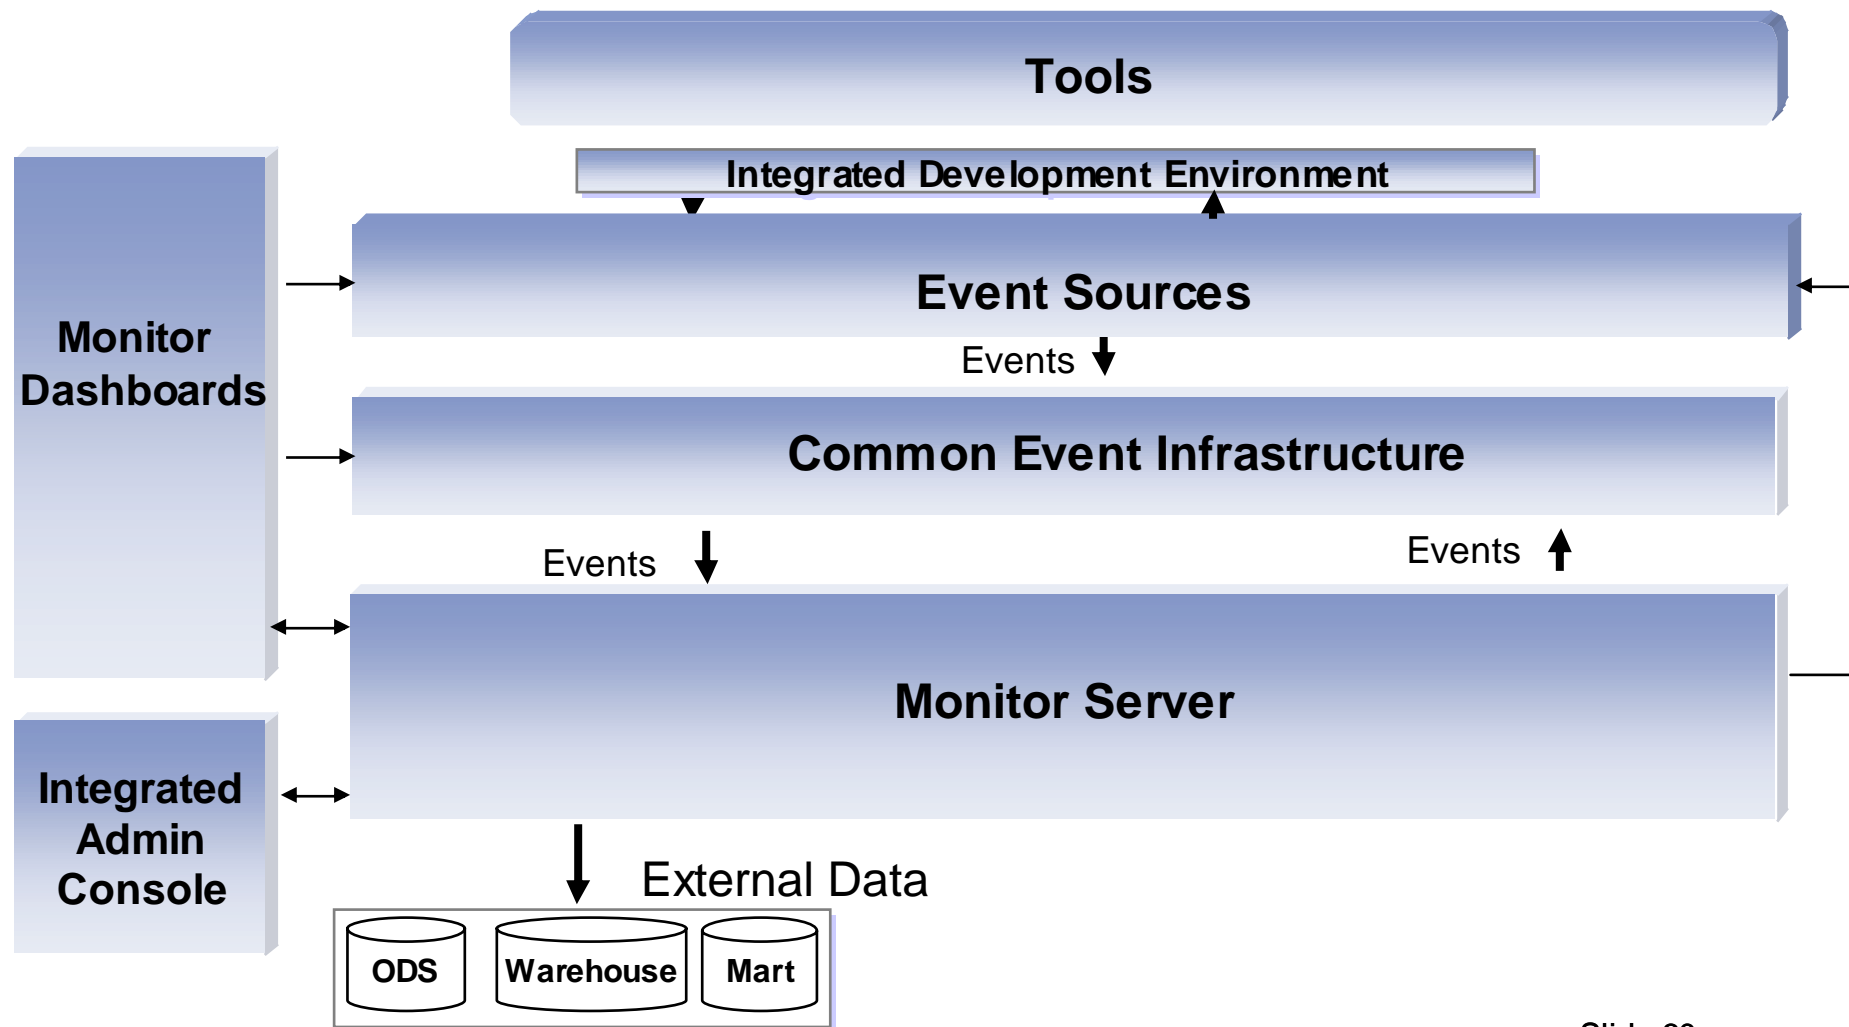 Tools
Integrated Development Environment
Event Sources
Monitor
Dashboards
Events
Common Event Infrastructure
Events
Events
Monitor Server
Integrated
Admin
Console
External Data
ODS
Warehouse
Mart